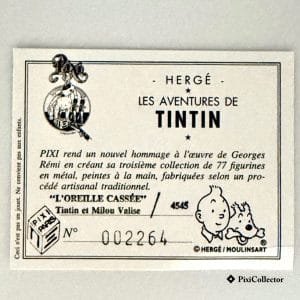 Pixi
- HERGÉ -
LES AVENTURES DE
TINTIN
PIXI rend un nouvel hommage à l'œuvre de Georges
Rémi en créant sa troisième collection de 77 figurines
en métal, peintes à la main, fabriquées selon un pro-
cédé artisanal traditionnel.
"L'OREILLE CASSÉE"
Tintin et Milou Valise / 4545
N° 002264
PIXI
PARIS
© HERGÉ / MOULINSART
Ceci n'est pas un jouet. Ne convient pas aux enfants.
PixiCollector